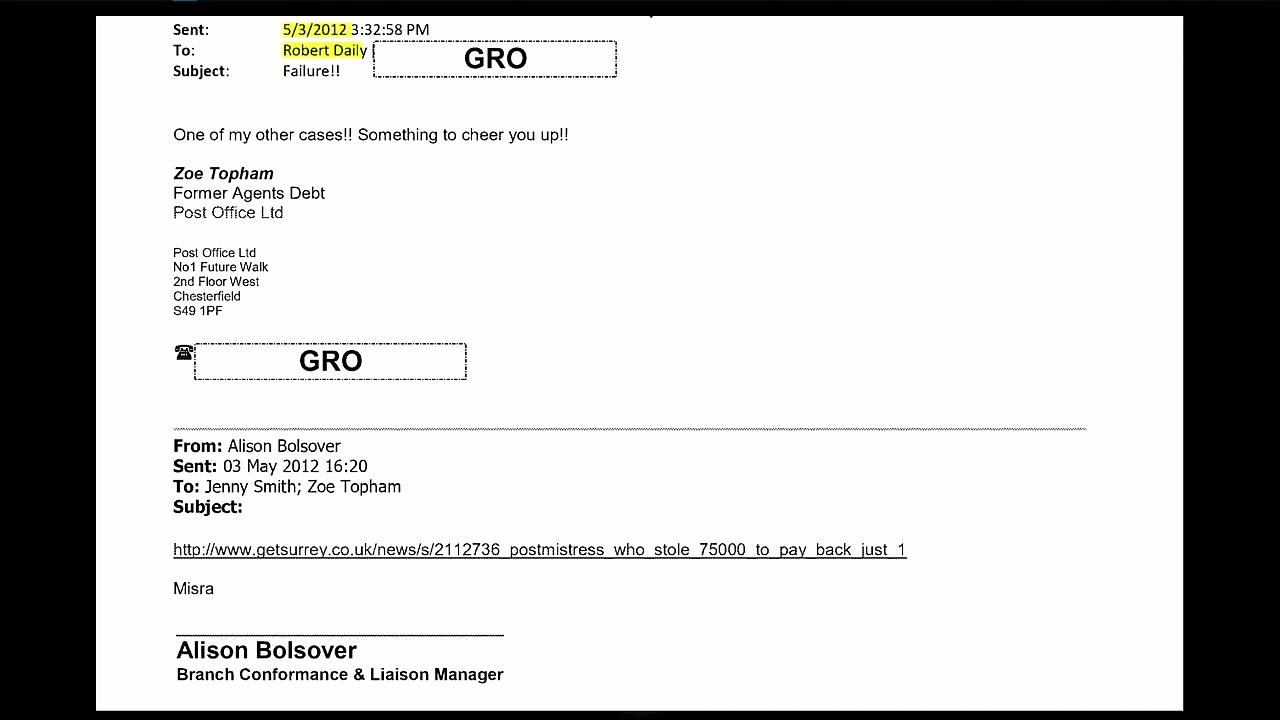 Sent: 5/3/2012 3:32:58 PM
To: Robert Daily GRO
Subject: Failure!!
One of my other cases!! Something to cheer you up!!
Zoe Topham
Former Agents Debt
Post Office Ltd
Post Office Ltd
No1 Future Walk
2nd Floor West
Chesterfield
S49 1PF
☎ GRO
From: Alison Bolsover
Sent: 03 May 2012 16:20
To: Jenny Smith; Zoe Topham
Subject:
http://www.getsurrey.co.uk/news/s/2112736_postmistress_who_stole_75000_to_pay_back_just_1
Misra
Alison Bolsover
Branch Conformance & Liaison Manager